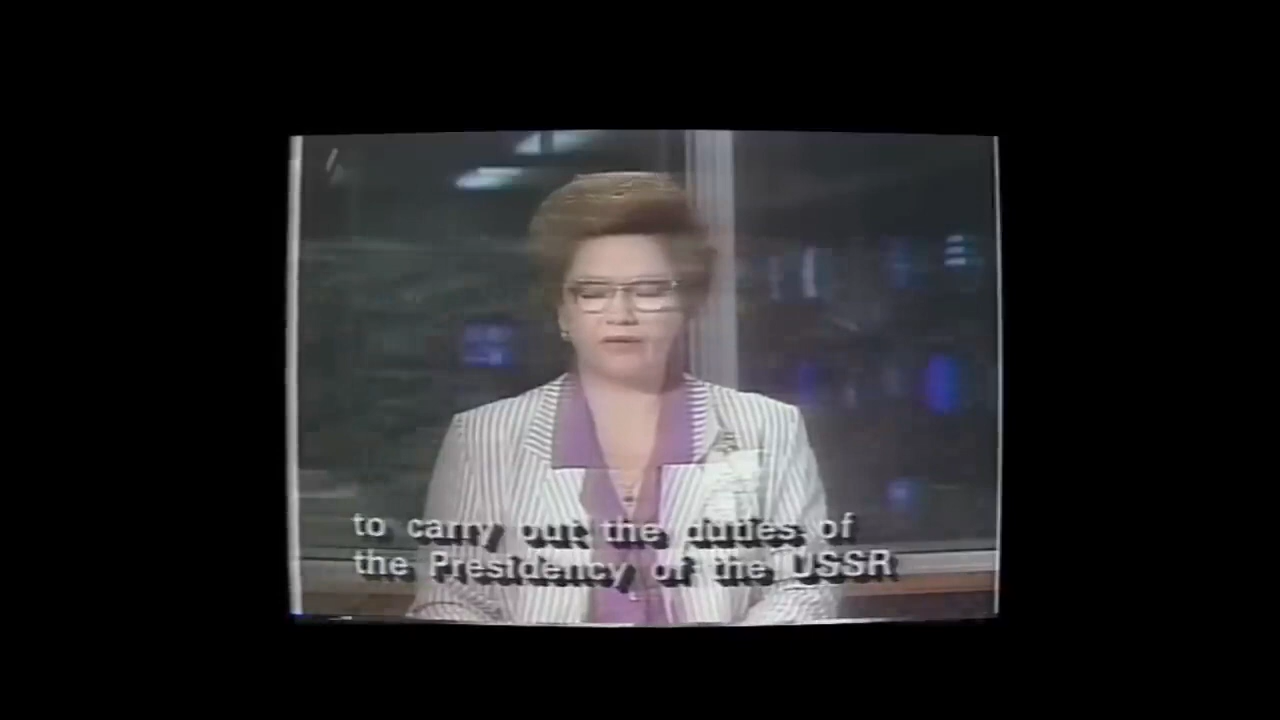 to carry out the duties of
the Presidency of the USSR